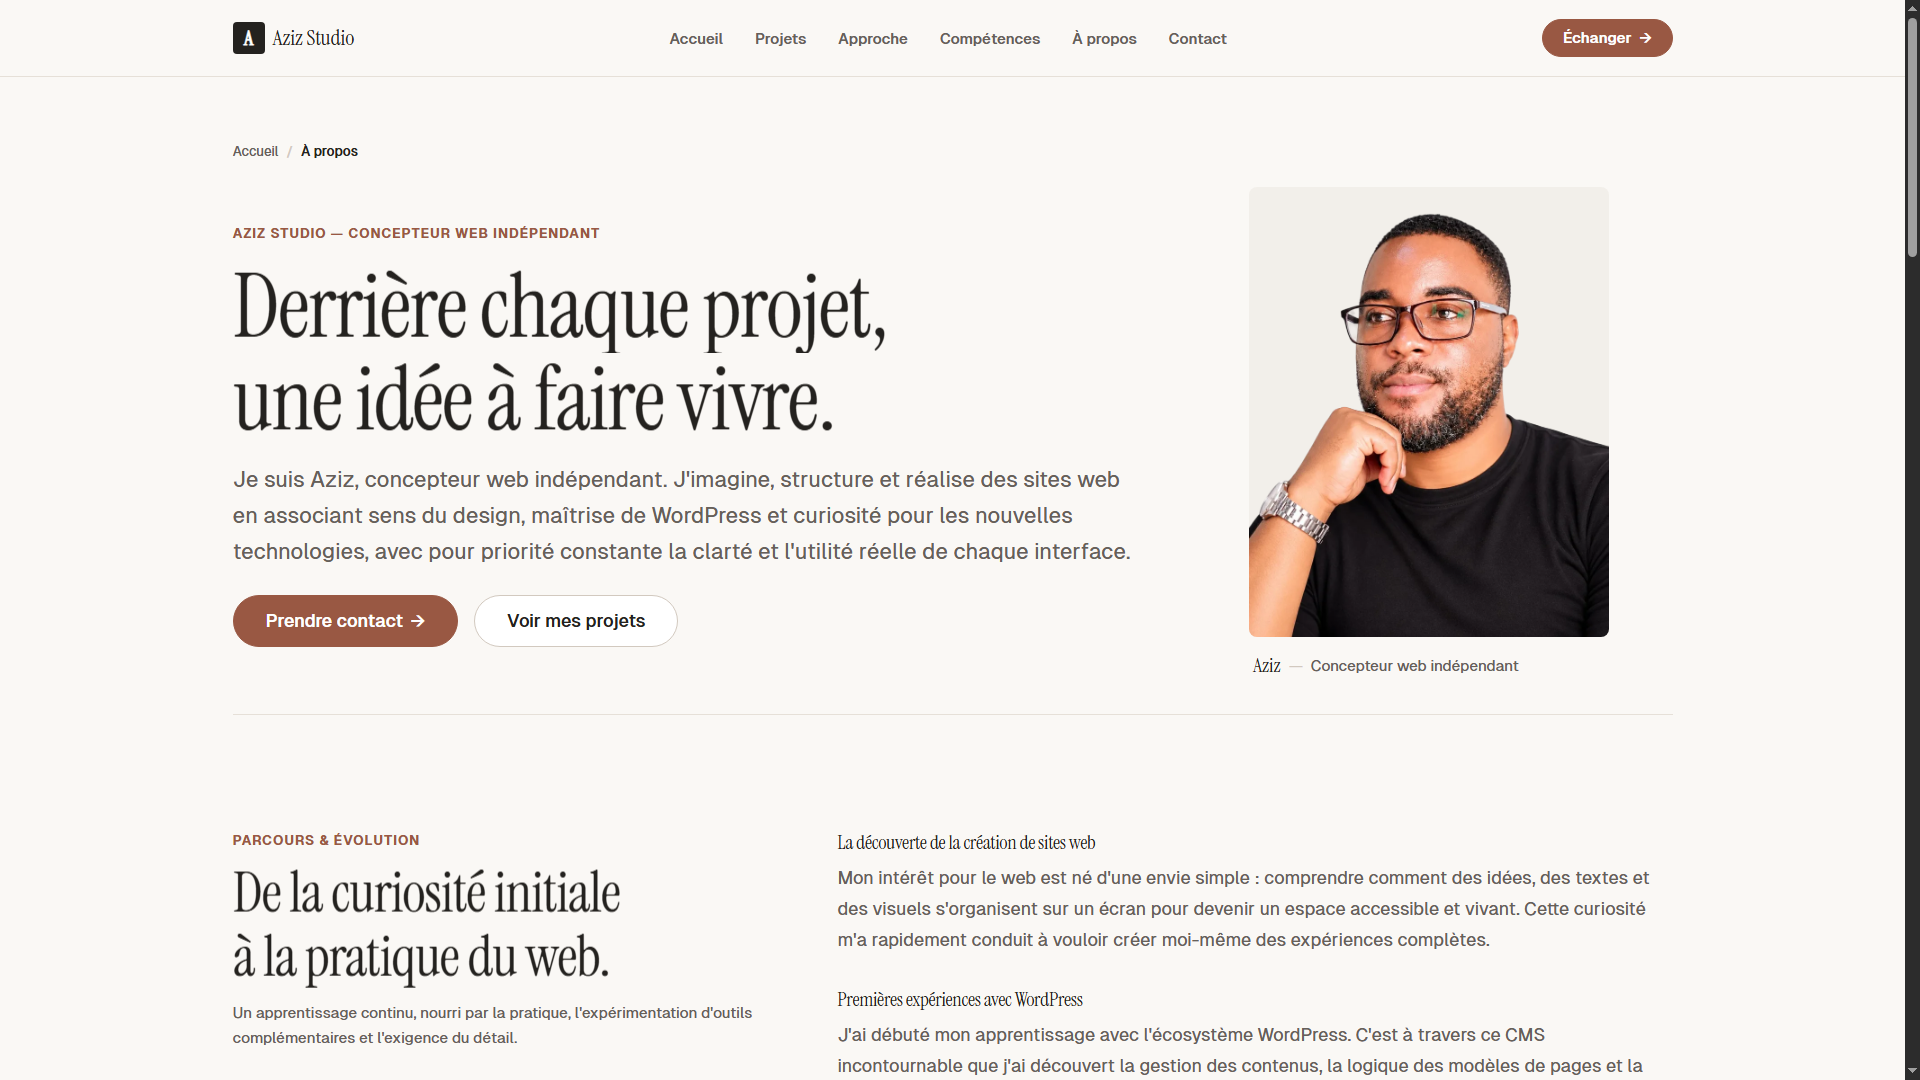 A Aziz Studio
Accueil Projets Approche Compétences À propos Contact
Échanger →
Accueil / À propos
AZIZ STUDIO — CONCEPTEUR WEB INDÉPENDANT
Derrière chaque projet,
une idée à faire vivre.
Je suis Aziz, concepteur web indépendant. J'imagine, structure et réalise des sites web
en associant sens du design, maîtrise de WordPress et curiosité pour les nouvelles
technologies, avec pour priorité constante la clarté et l'utilité réelle de chaque interface.
Prendre contact →
Voir mes projets
Aziz — Concepteur web indépendant
PARCOURS & ÉVOLUTION
De la curiosité initiale
à la pratique du web.
Un apprentissage continu, nourri par la pratique, l'expérimentation d'outils
complémentaires et l'exigence du détail.
La découverte de la création de sites web
Mon intérêt pour le web est né d'une envie simple : comprendre comment des idées, des textes et
des visuels s'organisent sur un écran pour devenir un espace accessible et vivant. Cette curiosité
m'a rapidement conduit à vouloir créer moi-même des expériences complètes.
Premières expériences avec WordPress
J'ai débuté mon apprentissage avec l'écosystème WordPress. C'est à travers ce CMS
incontournable que j'ai découvert la gestion des contenus, la logique des modèles de pages et la